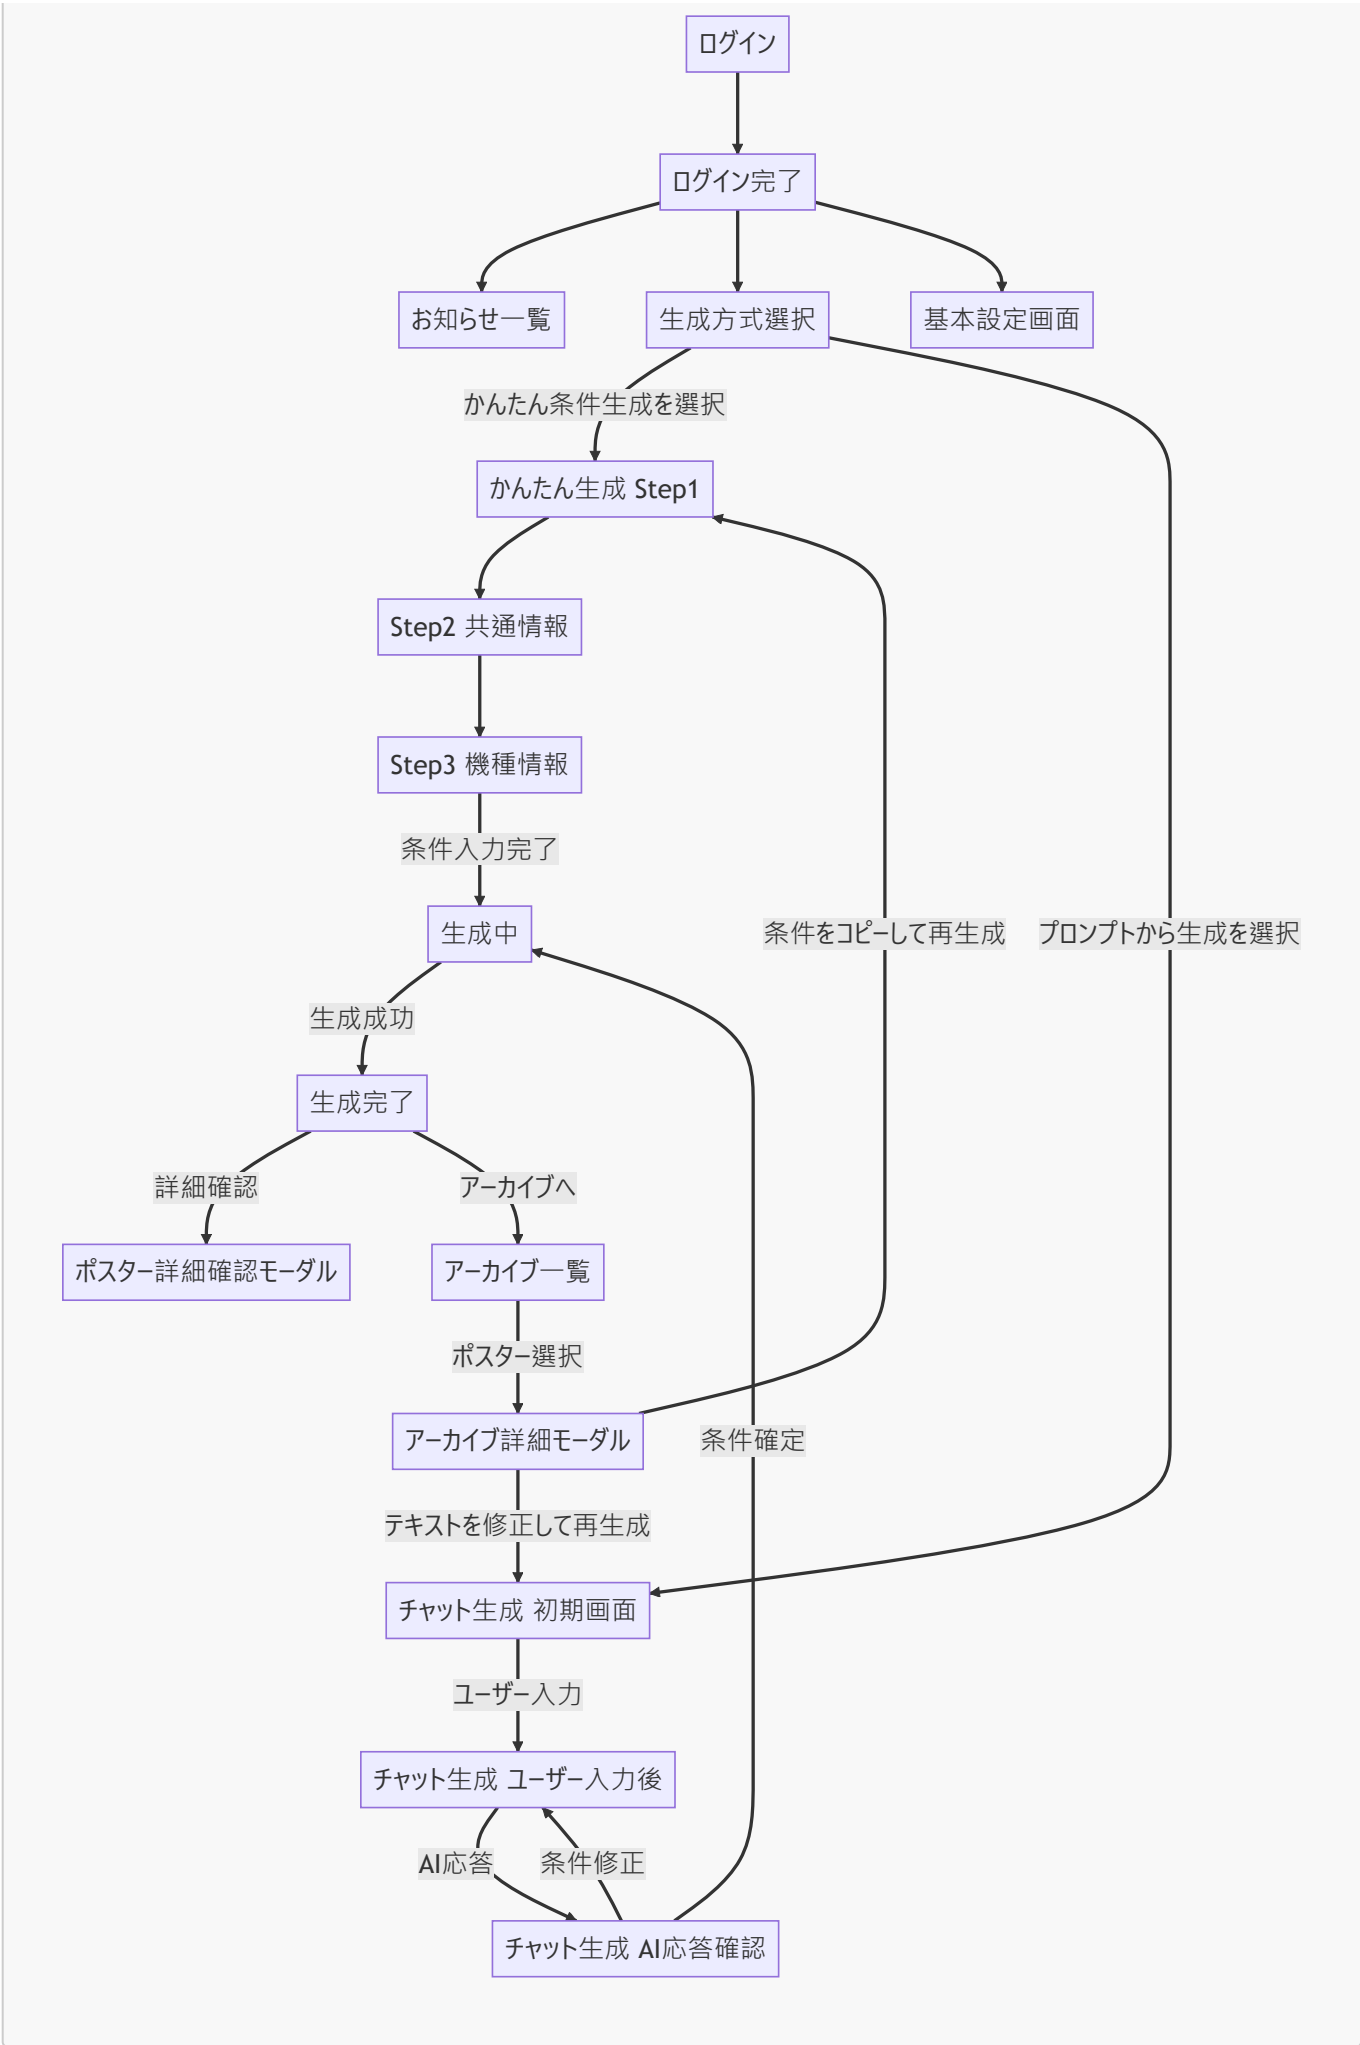 ログイン
ログイン完了
お知らせ一覧
生成方式選択
基本設定画面
かんたん条件生成を選択
かんたん生成 Step1
Step2 共通情報
Step3 機種情報
条件入力完了
生成中
条件をコピーして再生成
プロンプトから生成を選択
生成成功
生成完了
詳細確認
アーカイブへ
ポスター詳細確認モーダル
アーカイブ一覧
ポスター選択
アーカイブ詳細モーダル
条件確定
テキストを修正して再生成
チャット生成 初期画面
ユーザー入力
チャット生成 ユーザー入力後
AI応答
条件修正
チャット生成 AI応答確認